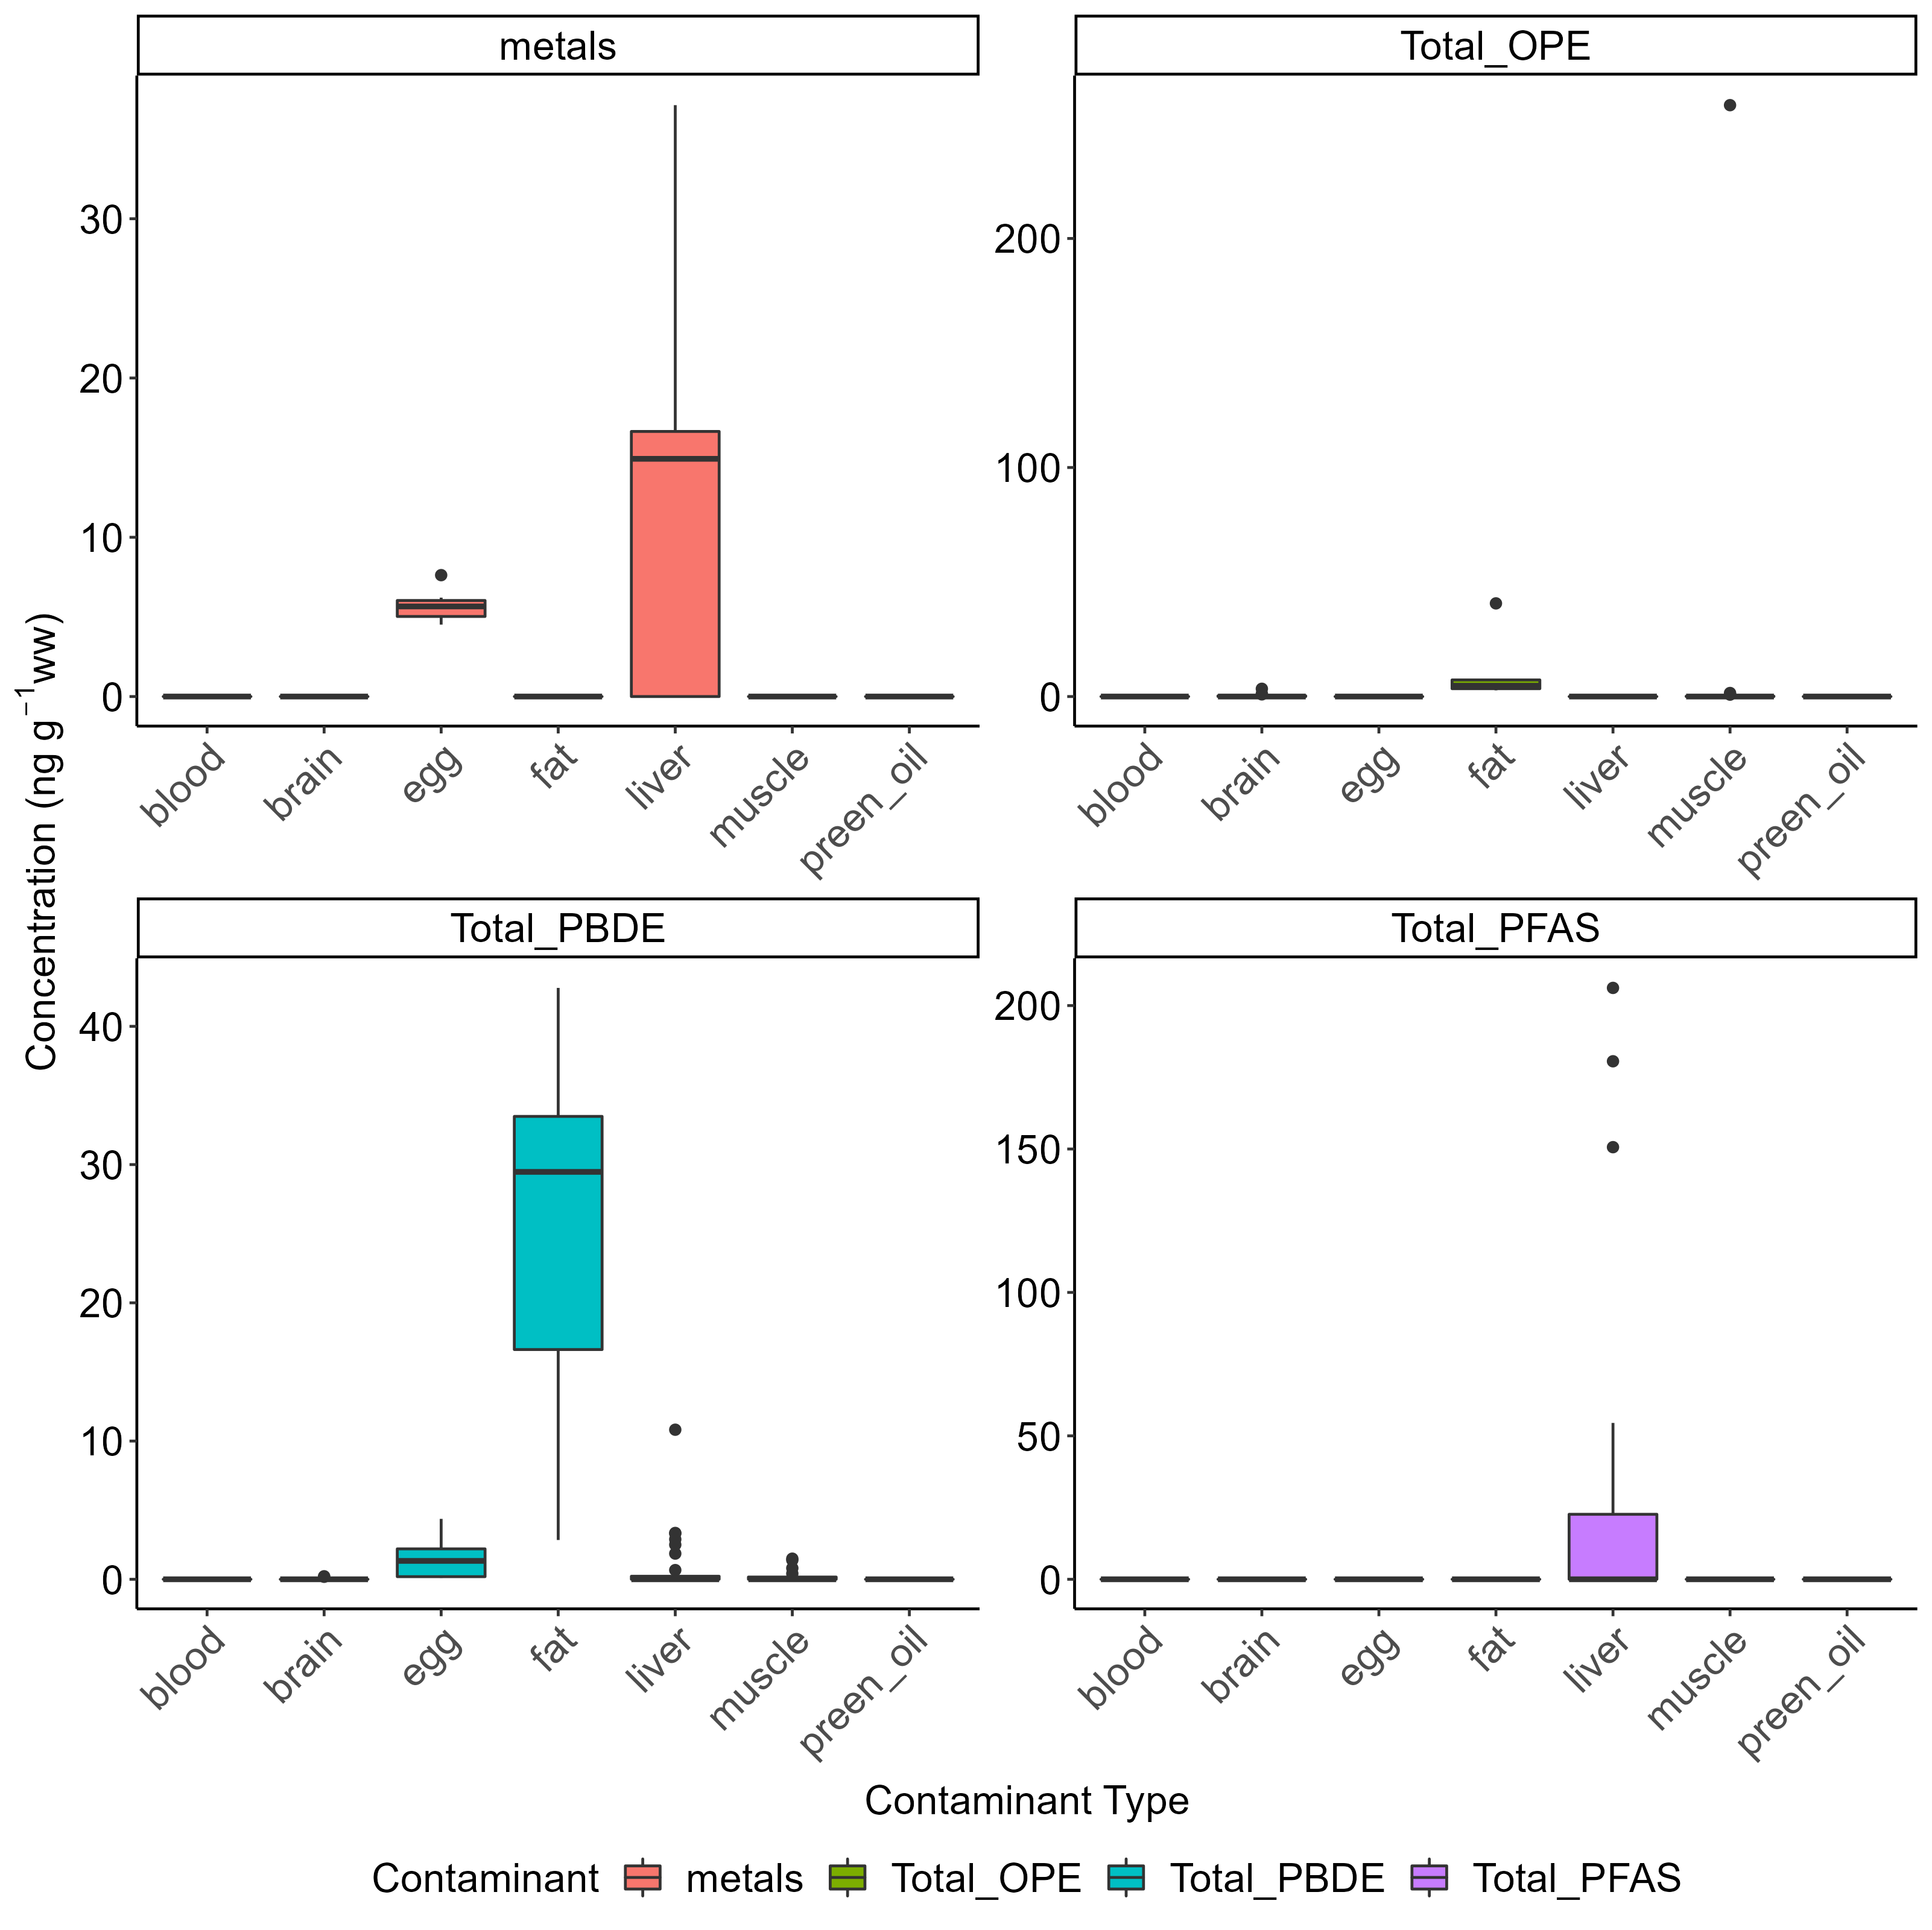 metals
Total_OPE
30
20
10
0
200
100
0
blood
brain
egg
fat
liver
muscle
preen_oil
blood
brain
egg
fat
liver
muscle
preen_oil
Concentration (ng g⁻¹ww)
Total_PBDE
Total_PFAS
40
30
20
10
0
200
150
100
50
0
blood
brain
egg
fat
liver
muscle
preen_oil
blood
brain
egg
fat
liver
muscle
preen_oil
Contaminant Type
Contaminant metals Total_OPE Total_PBDE Total_PFAS